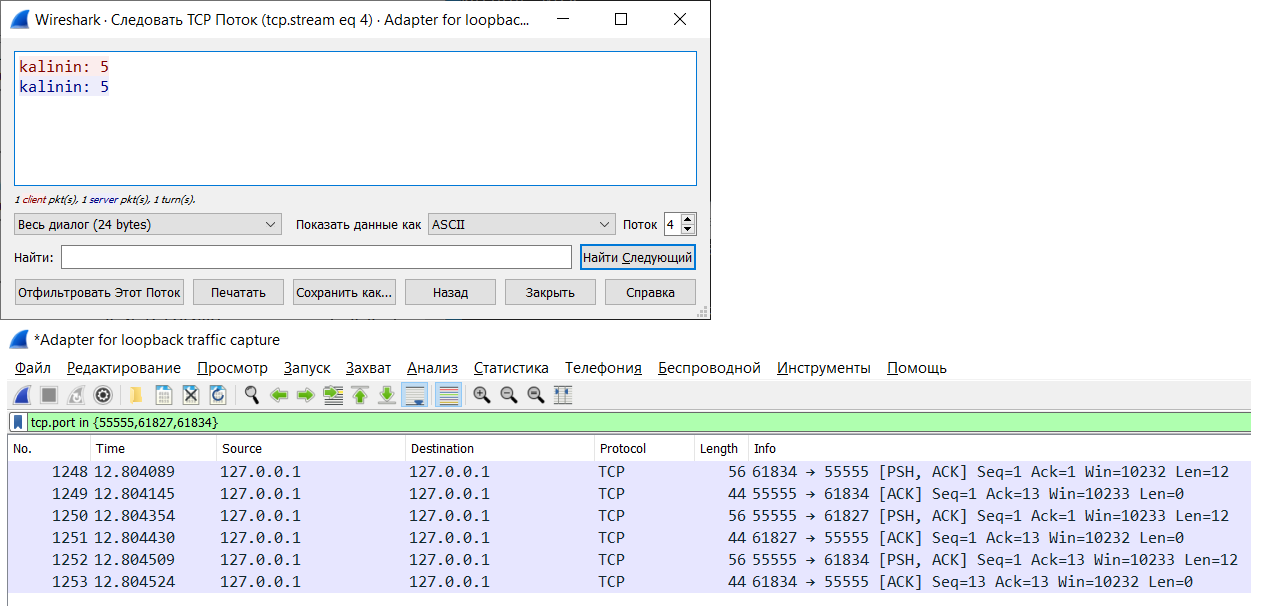 Wireshark · Следовать TCP Поток (tcp.stream eq 4) · Adapter for loopbac...
kalinin: 5
kalinin: 5
1 client pkt(s), 1 server pkt(s), 1 turn(s).
Весь диалог (24 bytes) Показать данные как ASCII Поток 4
Найти: Найти Следующий
Отфильтровать Этот Поток Печатать Сохранить как... Назад Закрыть Справка
*Adapter for loopback traffic capture
Файл Редактирование Просмотр Запуск Захват Анализ Статистика Телефония Беспроводной Инструменты Помощь
tcp.port in {55555,61827,61834}
No. Time Source Destination Protocol Length Info
1248 12.804089 127.0.0.1 127.0.0.1 TCP 56 61834 → 55555 [PSH, ACK] Seq=1 Ack=1 Win=10232 Len=12
1249 12.804145 127.0.0.1 127.0.0.1 TCP 44 55555 → 61834 [ACK] Seq=1 Ack=13 Win=10233 Len=0
1250 12.804354 127.0.0.1 127.0.0.1 TCP 56 55555 → 61827 [PSH, ACK] Seq=1 Ack=1 Win=10233 Len=12
1251 12.804430 127.0.0.1 127.0.0.1 TCP 44 61827 → 55555 [ACK] Seq=1 Ack=13 Win=10232 Len=0
1252 12.804509 127.0.0.1 127.0.0.1 TCP 56 55555 → 61834 [PSH, ACK] Seq=1 Ack=13 Win=10233 Len=12
1253 12.804524 127.0.0.1 127.0.0.1 TCP 44 61834 → 55555 [ACK] Seq=13 Ack=13 Win=10232 Len=0